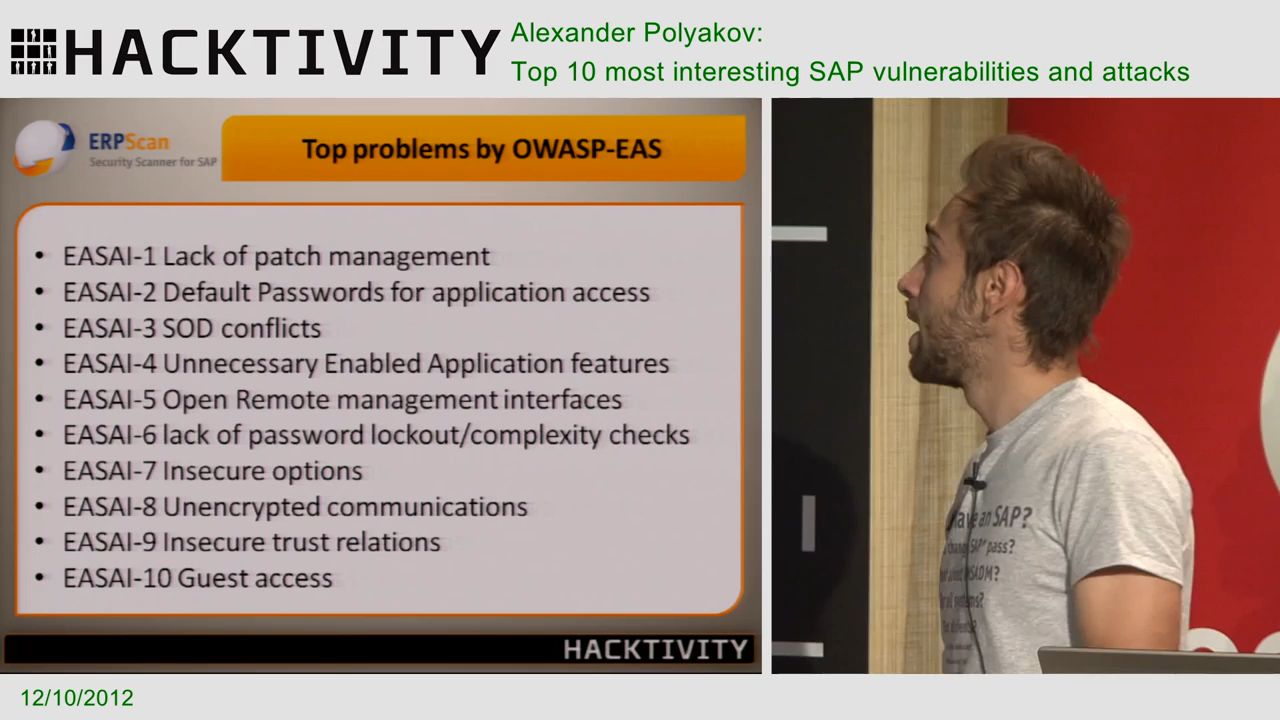 HACKTIVITY
Alexander Polyakov:
Top 10 most interesting SAP vulnerabilities and attacks
ERPScan
Security Scanner for SAP
Top problems by OWASP-EAS
• EASAI-1 Lack of patch management
• EASAI-2 Default Passwords for application access
• EASAI-3 SOD conflicts
• EASAI-4 Unnecessary Enabled Application features
• EASAI-5 Open Remote management interfaces
• EASAI-6 lack of password lockout/complexity checks
• EASAI-7 Insecure options
• EASAI-8 Unencrypted communications
• EASAI-9 Insecure trust relations
• EASAI-10 Guest access
HACKTIVITY
an SAP?
pass?
12/10/2012